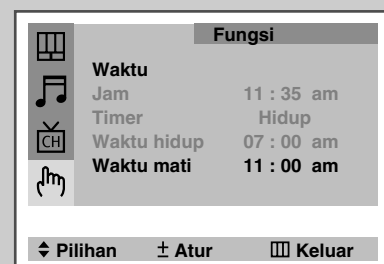 Fungsi
Waktu
Jam 11 : 35 am
Timer Hidup
CH
Waktu hidup 07 : 00 am
Waktu mati 11 : 00 am
Pilihan ± Atur Keluar